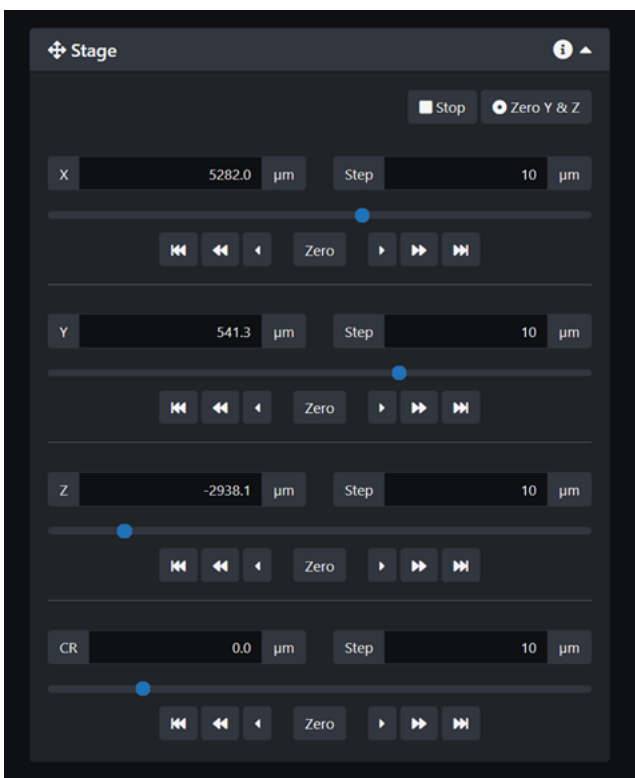 Stage
Stop Zero Y & Z
X 5282.0 µm Step 10 µm
Zero
Y 541.3 µm Step 10 µm
Zero
Z -2938.1 µm Step 10 µm
Zero
CR 0.0 µm Step 10 µm
Zero